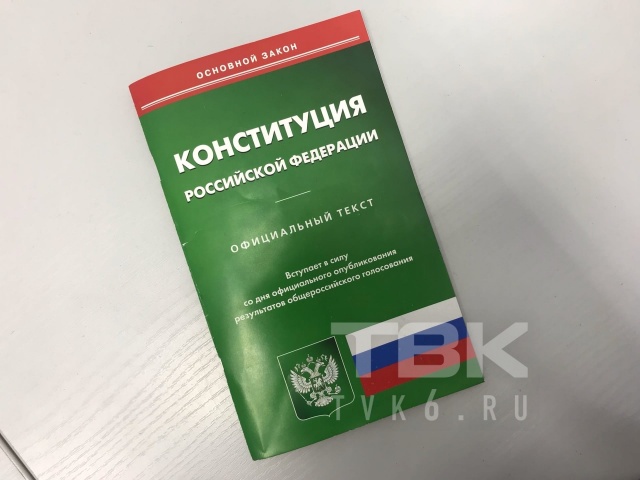 ОСНОВНОЙ ЗАКОН
КОНСТИТУЦИЯ
РОССИЙСКОЙ ФЕДЕРАЦИИ
ОФИЦИАЛЬНЫЙ ТЕКСТ
Вступает в силу
со дня официального опубликования
результатов общероссийского голосования
ТВК
TVK6.RU